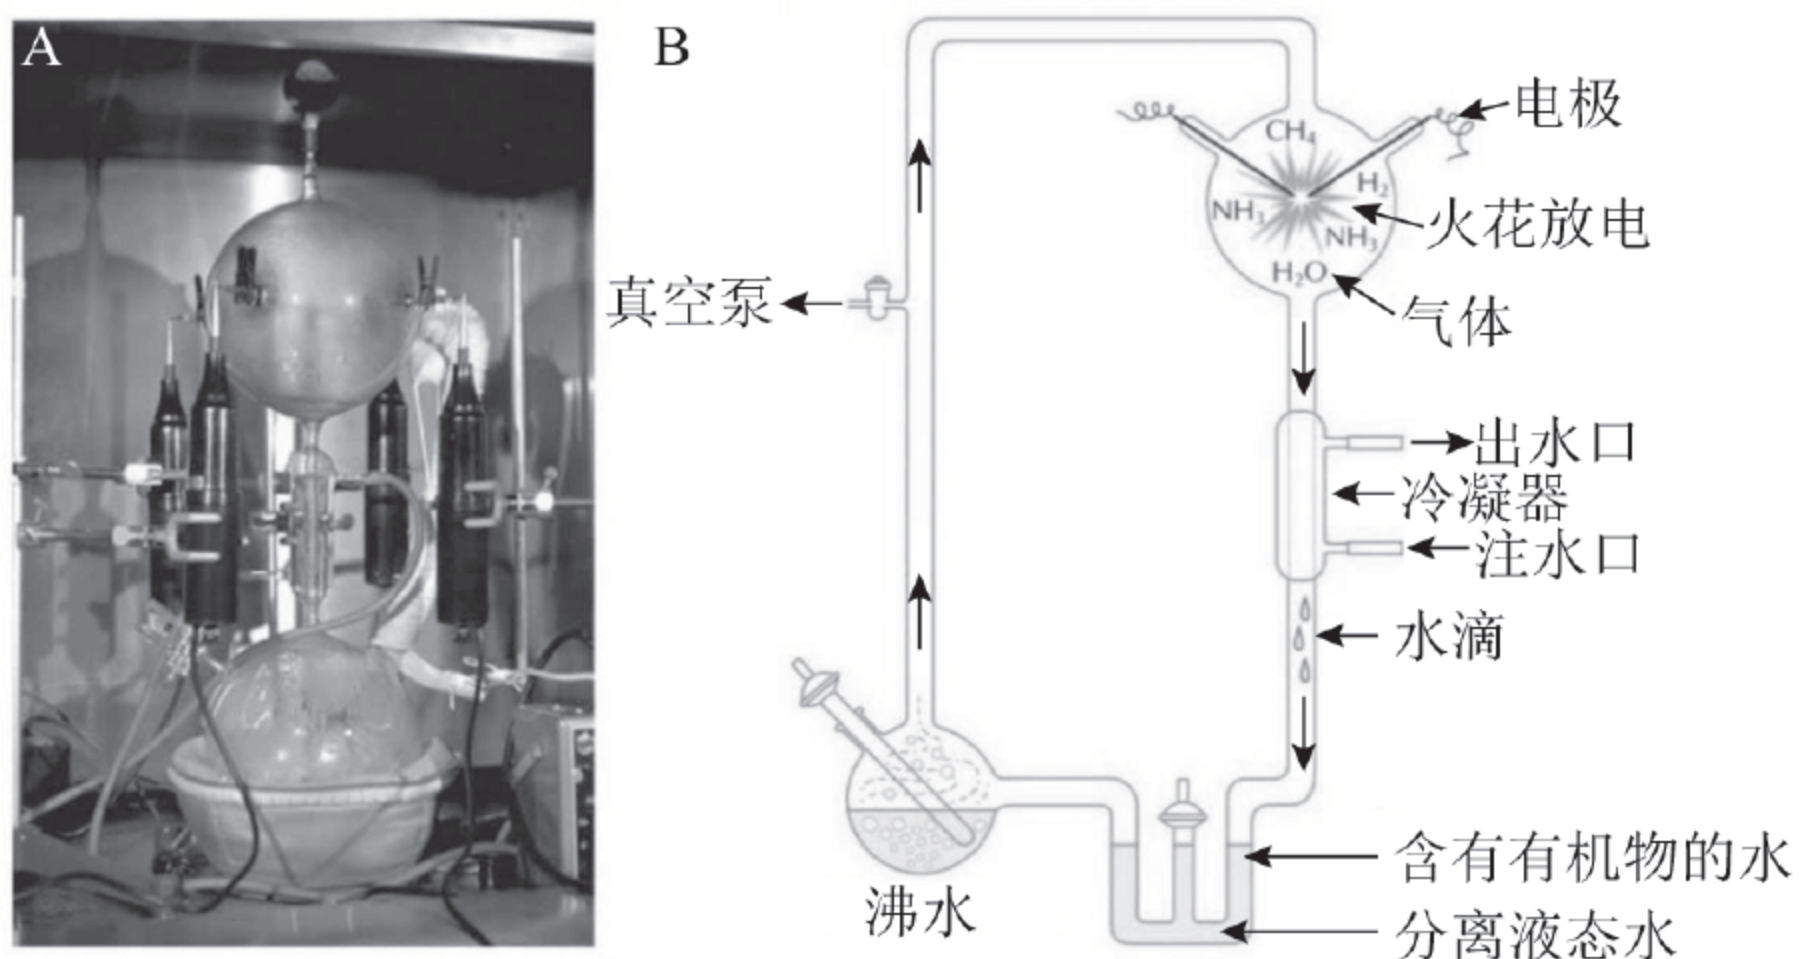 A
B
电极
CH₄
H₂
NH₃
火花放电
NH₃
H₂O
真空泵
气体
出水口
冷凝器
注水口
水滴
含有有机物的水
沸水
分离液态水